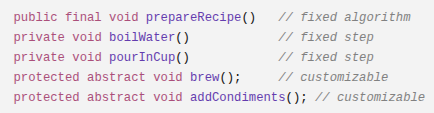 public final void prepareRecipe()   // fixed algorithm
private void boilWater()            // fixed step
private void pourInCup()            // fixed step
protected abstract void brew();     // customizable
protected abstract void addCondiments(); // customizable